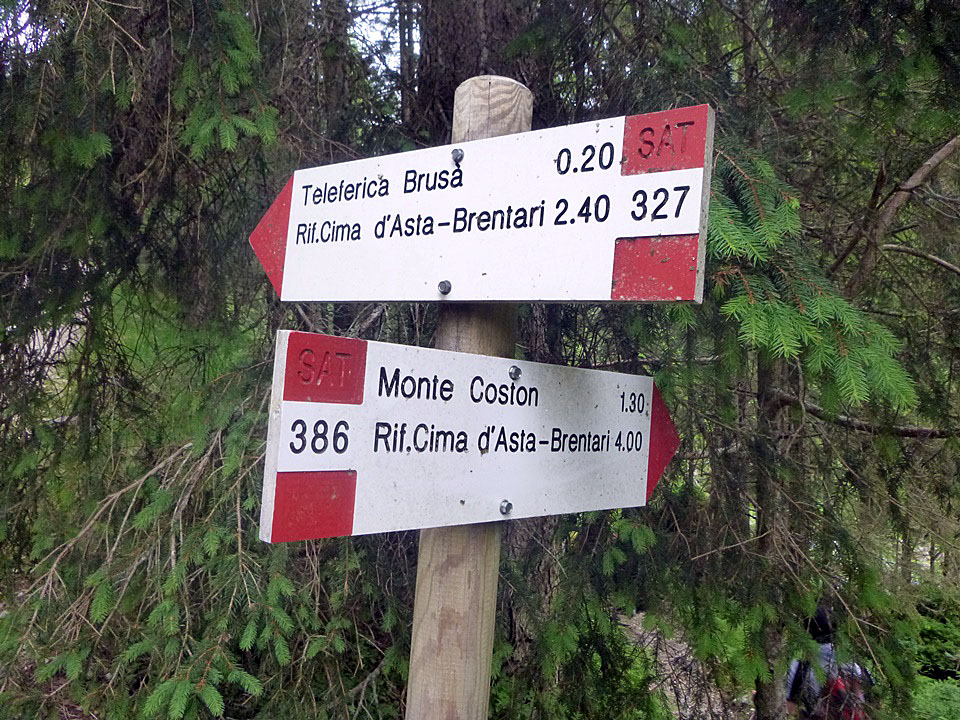 SAT
Teleferica Brusà 0.20
Rif.Cima d'Asta-Brentari 2.40 327
SAT
Monte Coston 1.30
386 Rif.Cima d'Asta-Brentari 4.00